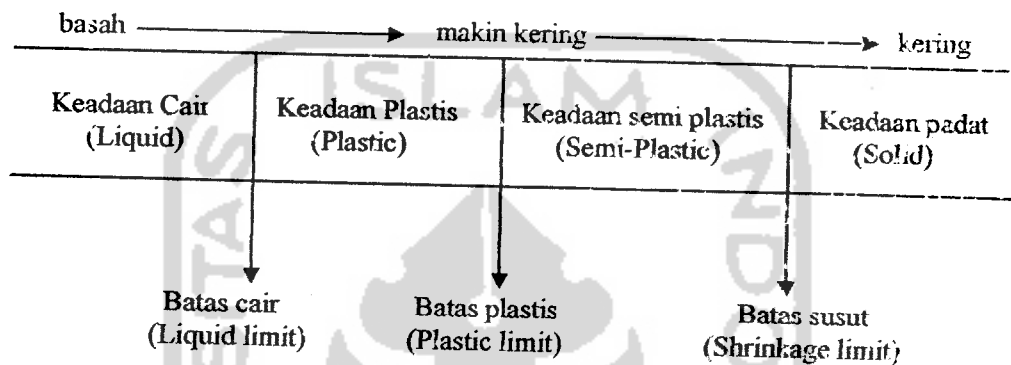 basah makin kering kering
Keadaan Cair Keadaan Plastis Keadaan semi plastis Keadaan padat
(Liquid) (Plastic) (Semi-Plastic) (Solid)
Batas cair Batas plastis Batas susut
(Liquid limit) (Plastic limit) (Shrinkage limit)
ISLAM